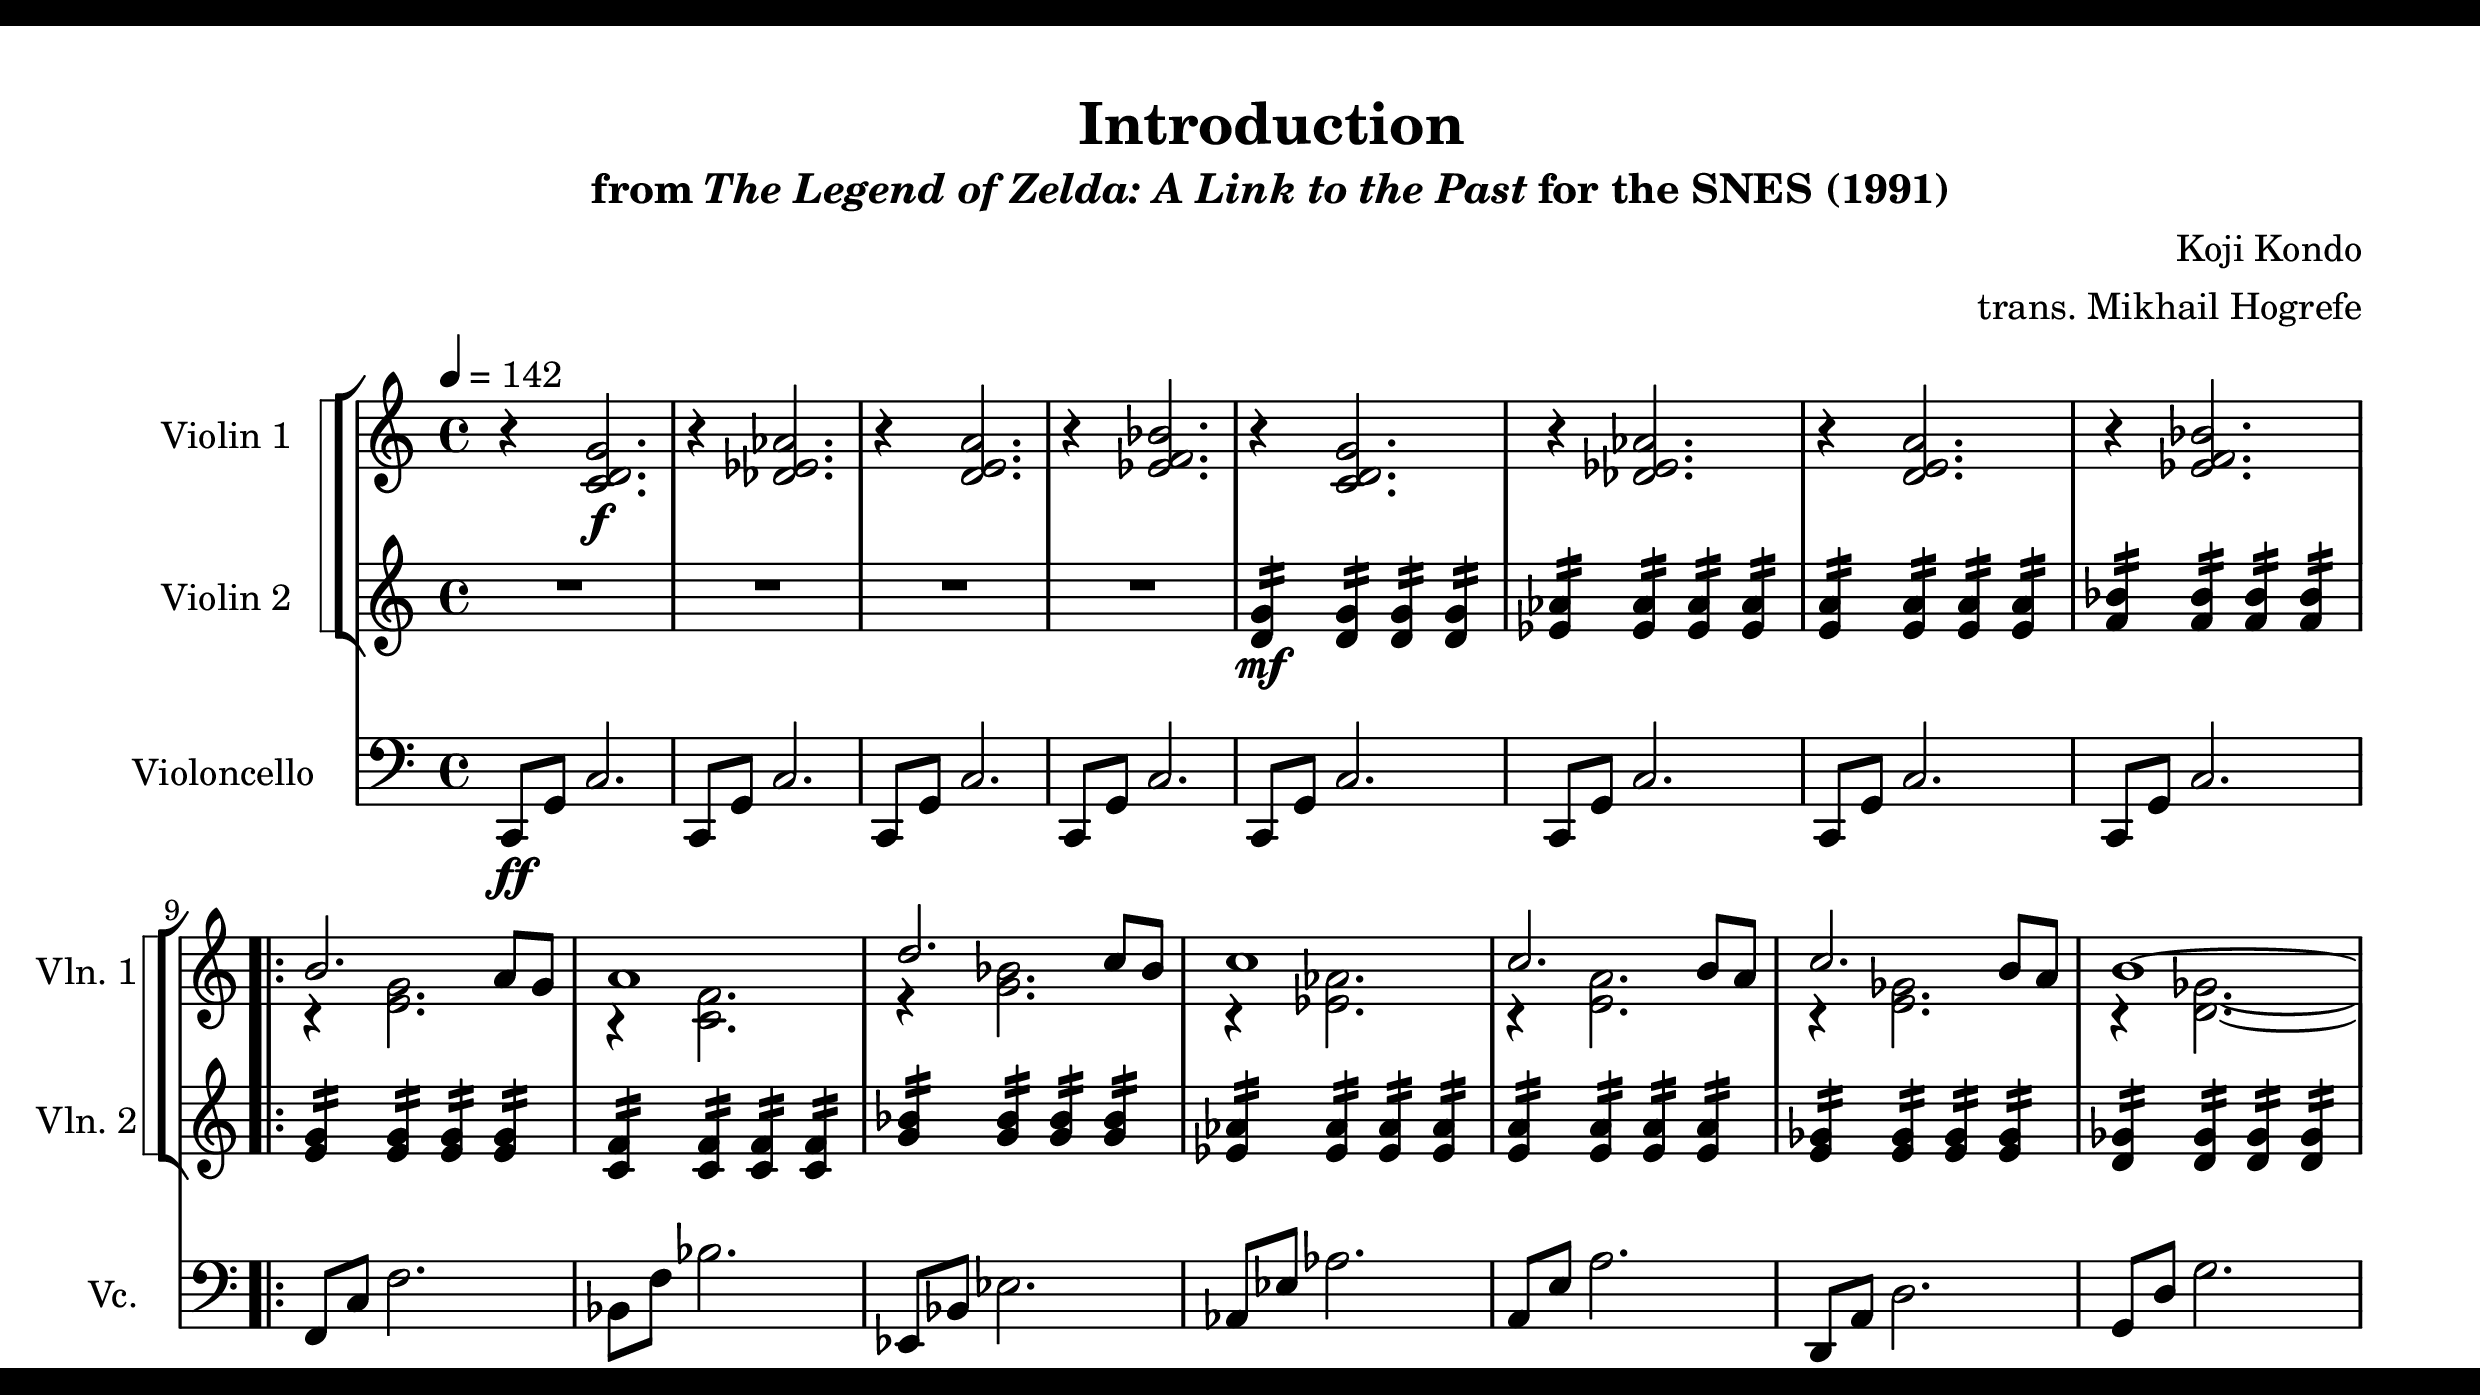 Introduction
from The Legend of Zelda: A Link to the Past for the SNES (1991)
Koji Kondo
trans. Mikhail Hogrefe
= 142
Violin 1
f
Violin 2
mf
Violoncello
ff
9
Vln. 1
Vln. 2
Vc.